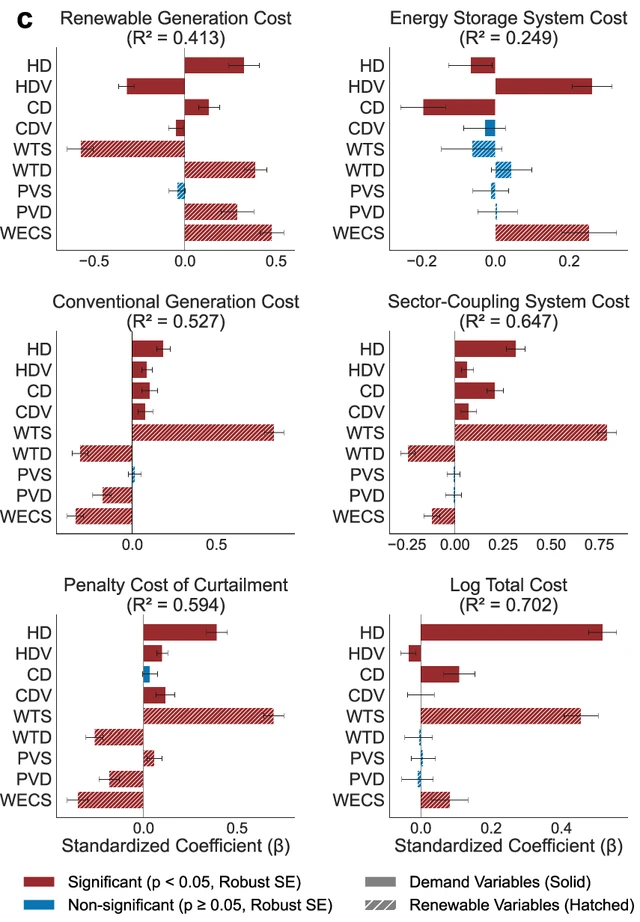 c
Renewable Generation Cost
(R² = 0.413)
HD
HDV
CD
CDV
WTS
WTD
PVS
PVD
WECS
−0.5 0.0 0.5
Energy Storage System Cost
(R² = 0.249)
HD
HDV
CD
CDV
WTS
WTD
PVS
PVD
WECS
−0.2 0.0 0.2
Conventional Generation Cost
(R² = 0.527)
HD
HDV
CD
CDV
WTS
WTD
PVS
PVD
WECS
0.0 0.5
Sector-Coupling System Cost
(R² = 0.647)
HD
HDV
CD
CDV
WTS
WTD
PVS
PVD
WECS
−0.25 0.00 0.25 0.50 0.75
Penalty Cost of Curtailment
(R² = 0.594)
HD
HDV
CD
CDV
WTS
WTD
PVS
PVD
WECS
0.0 0.5
Standardized Coefficient (β)
Log Total Cost
(R² = 0.702)
HD
HDV
CD
CDV
WTS
WTD
PVS
PVD
WECS
0.0 0.2 0.4
Standardized Coefficient (β)
Significant (p < 0.05, Robust SE)
Non-significant (p ≥ 0.05, Robust SE)
Demand Variables (Solid)
Renewable Variables (Hatched)